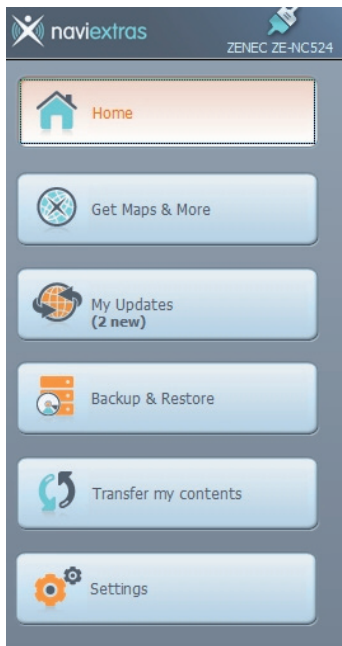 naviextras
ZENEC ZE-NC524
Home
Get Maps & More
My Updates
(2 new)
Backup & Restore
Transfer my contents
Settings